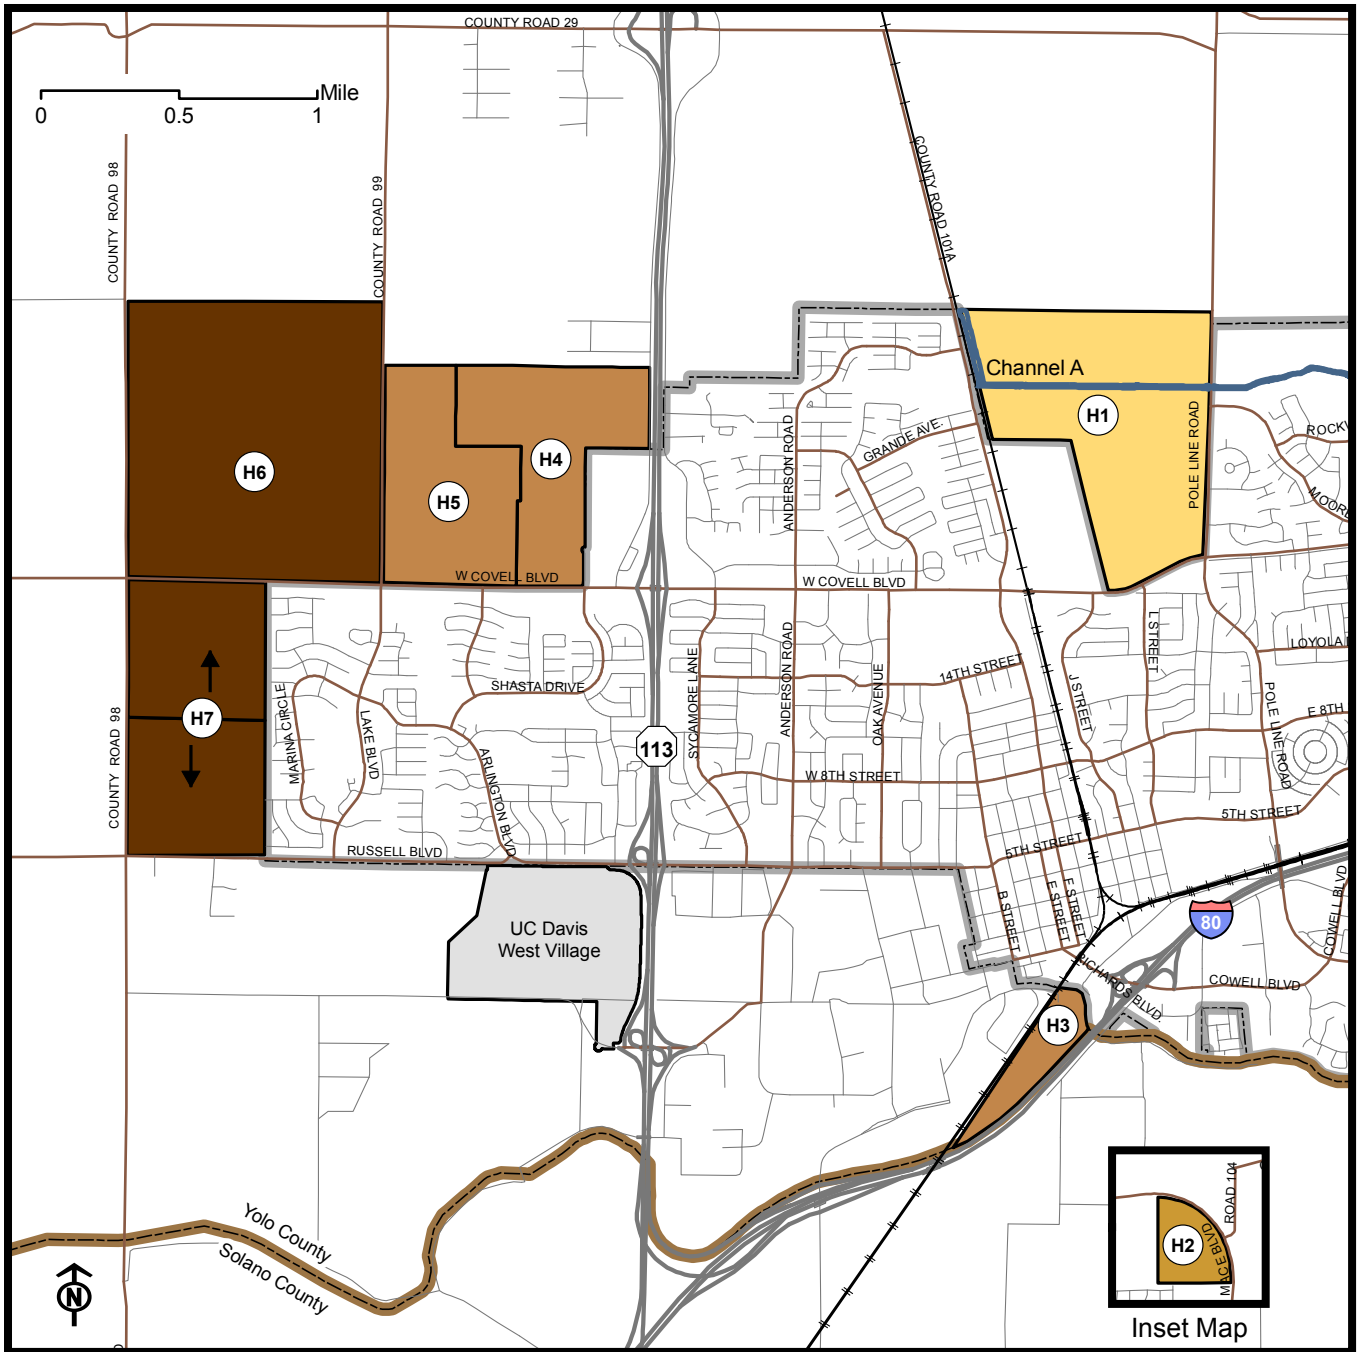 COUNTY ROAD 29
Mile
0
0.5
1
COUNTY ROAD 98
COUNTY ROAD 99
COUNTY ROAD 101A
Channel A
H1
POLE LINE ROAD
GRANDE AVE.
ANDERSON ROAD
H6
H5
H4
W COVELL BLVD
W COVELL BLVD
L STREET
LOYOLA
14TH STREET
J STREET
SHASTA DRIVE
MARINA CIRCLE
LAKE BLVD
ARLINGTON BLVD
H7
COUNTY ROAD 98
113
SYCAMORE LANE
ANDERSON ROAD
OAK AVENUE
W 8TH STREET
POLE LINE ROAD
E 8TH
5TH STREET
5TH STREET
RUSSELL BLVD
B STREET
E STREET
F STREET
80
COWELL BLVD
COWELL BLVD
RICHARDS BLVD.
UC Davis
West Village
H3
Yolo County
Solano County
N
ROAD 104
MACE BLVD
H2
Inset Map